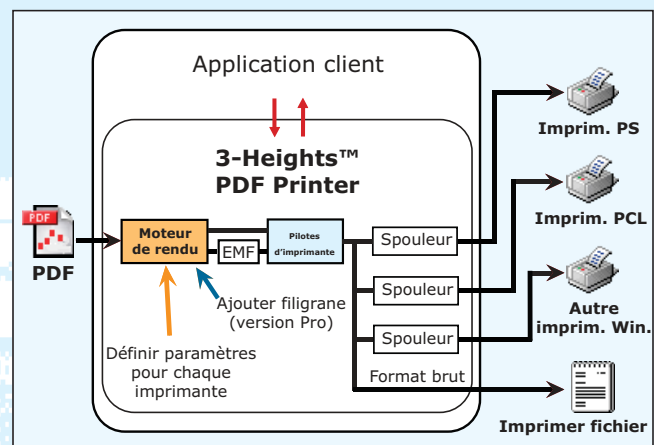 Application client
3-Heights™
PDF Printer
PDF
PDF
Moteur
de rendu
EMF
Pilotes
d'imprimante
Spouleur
Spouleur
Spouleur
Ajouter filigrane
(version Pro)
Définir paramètres
pour chaque
imprimante
Format brut
Imprim. PS
Imprim. PCL
Autre
imprim. Win.
Imprimer fichier